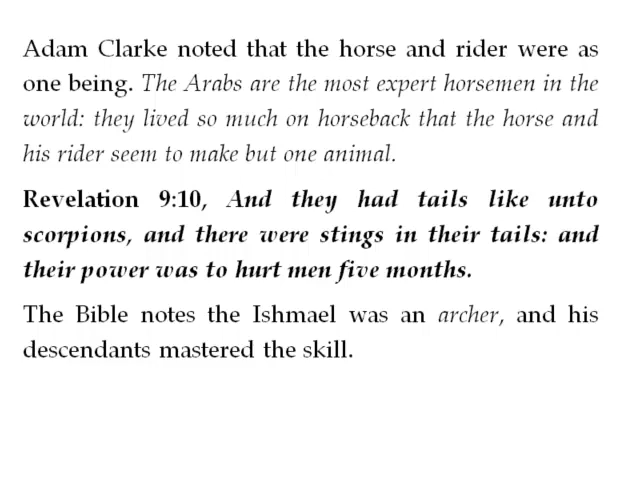 Adam Clarke noted that the horse and rider were as
one being. The Arabs are the most expert horsemen in the
world: they lived so much on horseback that the horse and
his rider seem to make but one animal.
Revelation 9:10, And they had tails like unto
scorpions, and there were stings in their tails: and
their power was to hurt men five months.
The Bible notes the Ishmael was an archer, and his
descendants mastered the skill.